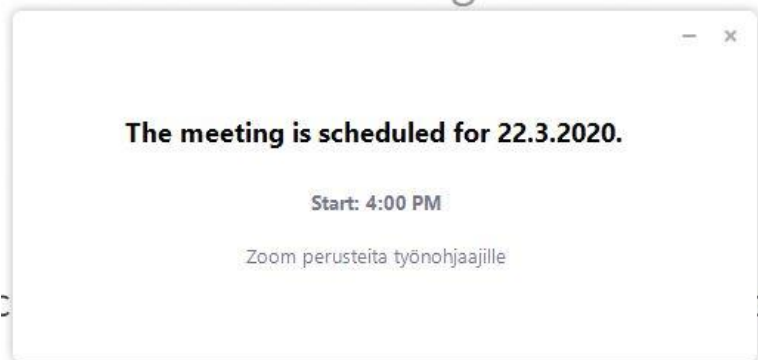 The meeting is scheduled for 22.3.2020.
Start: 4:00 PM
Zoom perusteita työnohjaajille